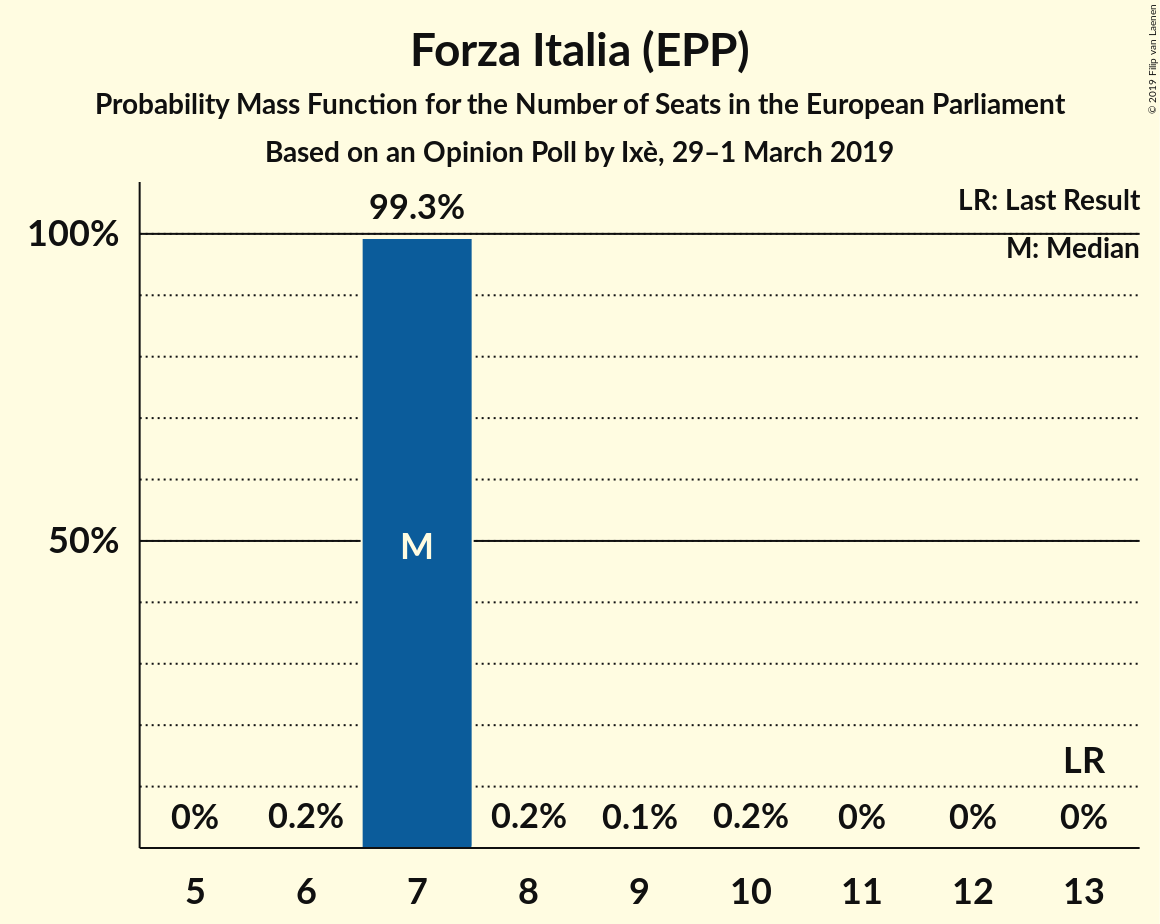 Forza Italia (EPP)
Probability Mass Function for the Number of Seats in the European Parliament
Based on an Opinion Poll by Ixè, 29–1 March 2019
© 2019 Filip van Laenen
LR: Last Result
M: Median
99.3%
100%
50%
M
LR
0% 0.2% 0.2% 0.1% 0.2% 0% 0% 0%
5 6 7 8 9 10 11 12 13